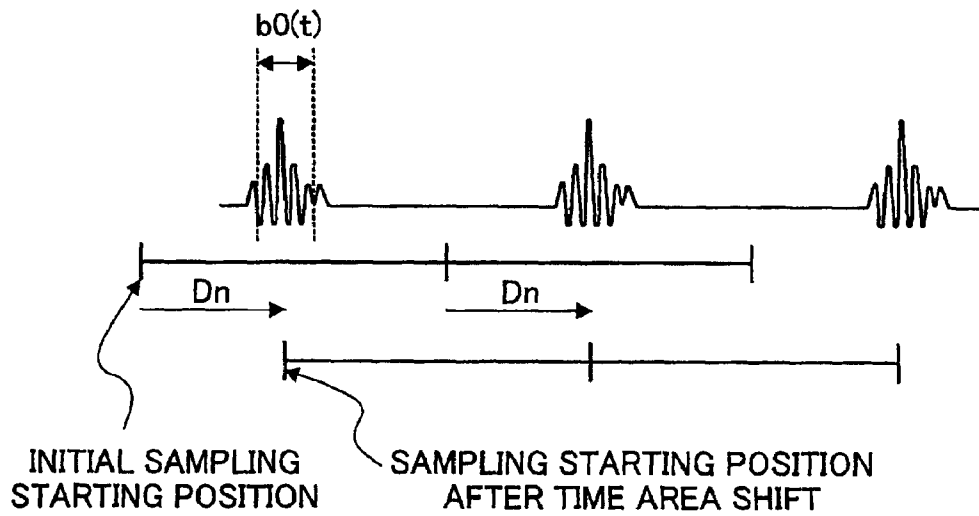 b0(t)
Dn
Dn
INITIAL SAMPLING
STARTING POSITION
SAMPLING STARTING POSITION
AFTER TIME AREA SHIFT